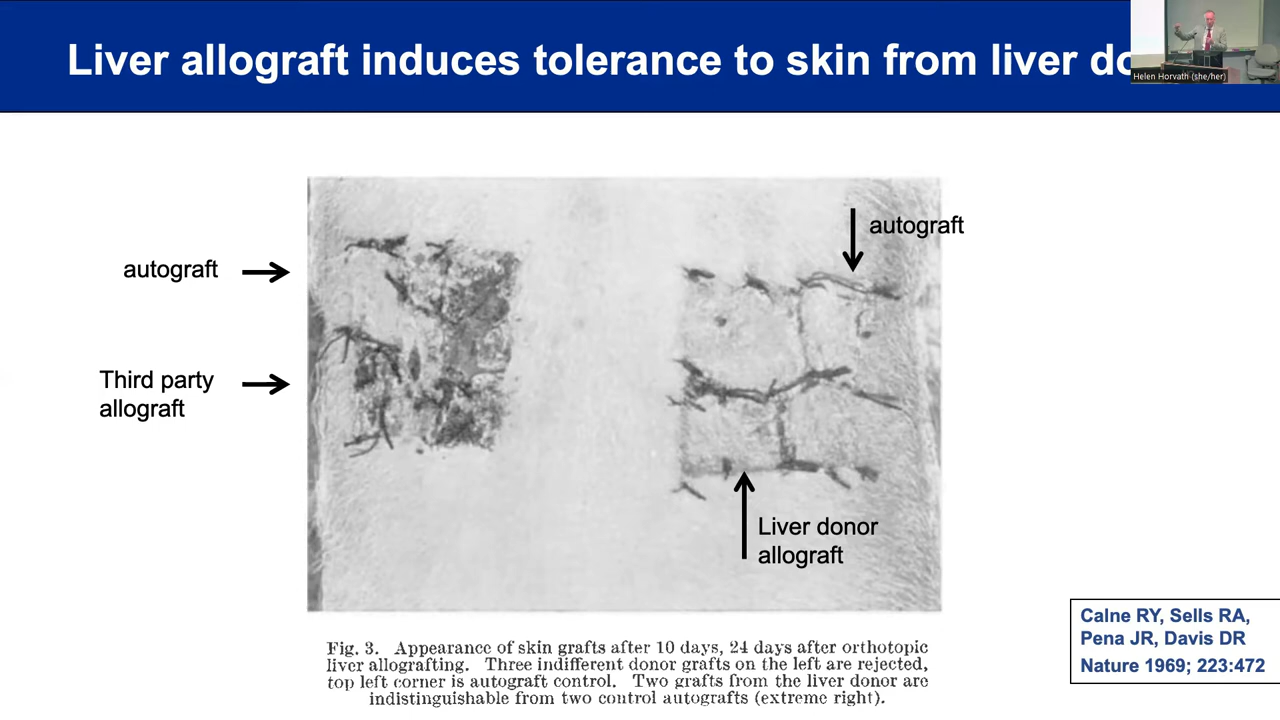 Liver allograft induces tolerance to skin from liver do
Helen Horvath (she/her)
autograft
autograft
Third party
allograft
Liver donor
allograft
Fig. 3. Appearance of skin grafts after 10 days, 24 days after orthotopic
liver allografting. Three indifferent donor grafts on the left are rejected,
top left corner is autograft control. Two grafts from the liver donor are
indistinguishable from two control autografts (extreme right).
Calne RY, Sells RA,
Pena JR, Davis DR
Nature 1969; 223:472